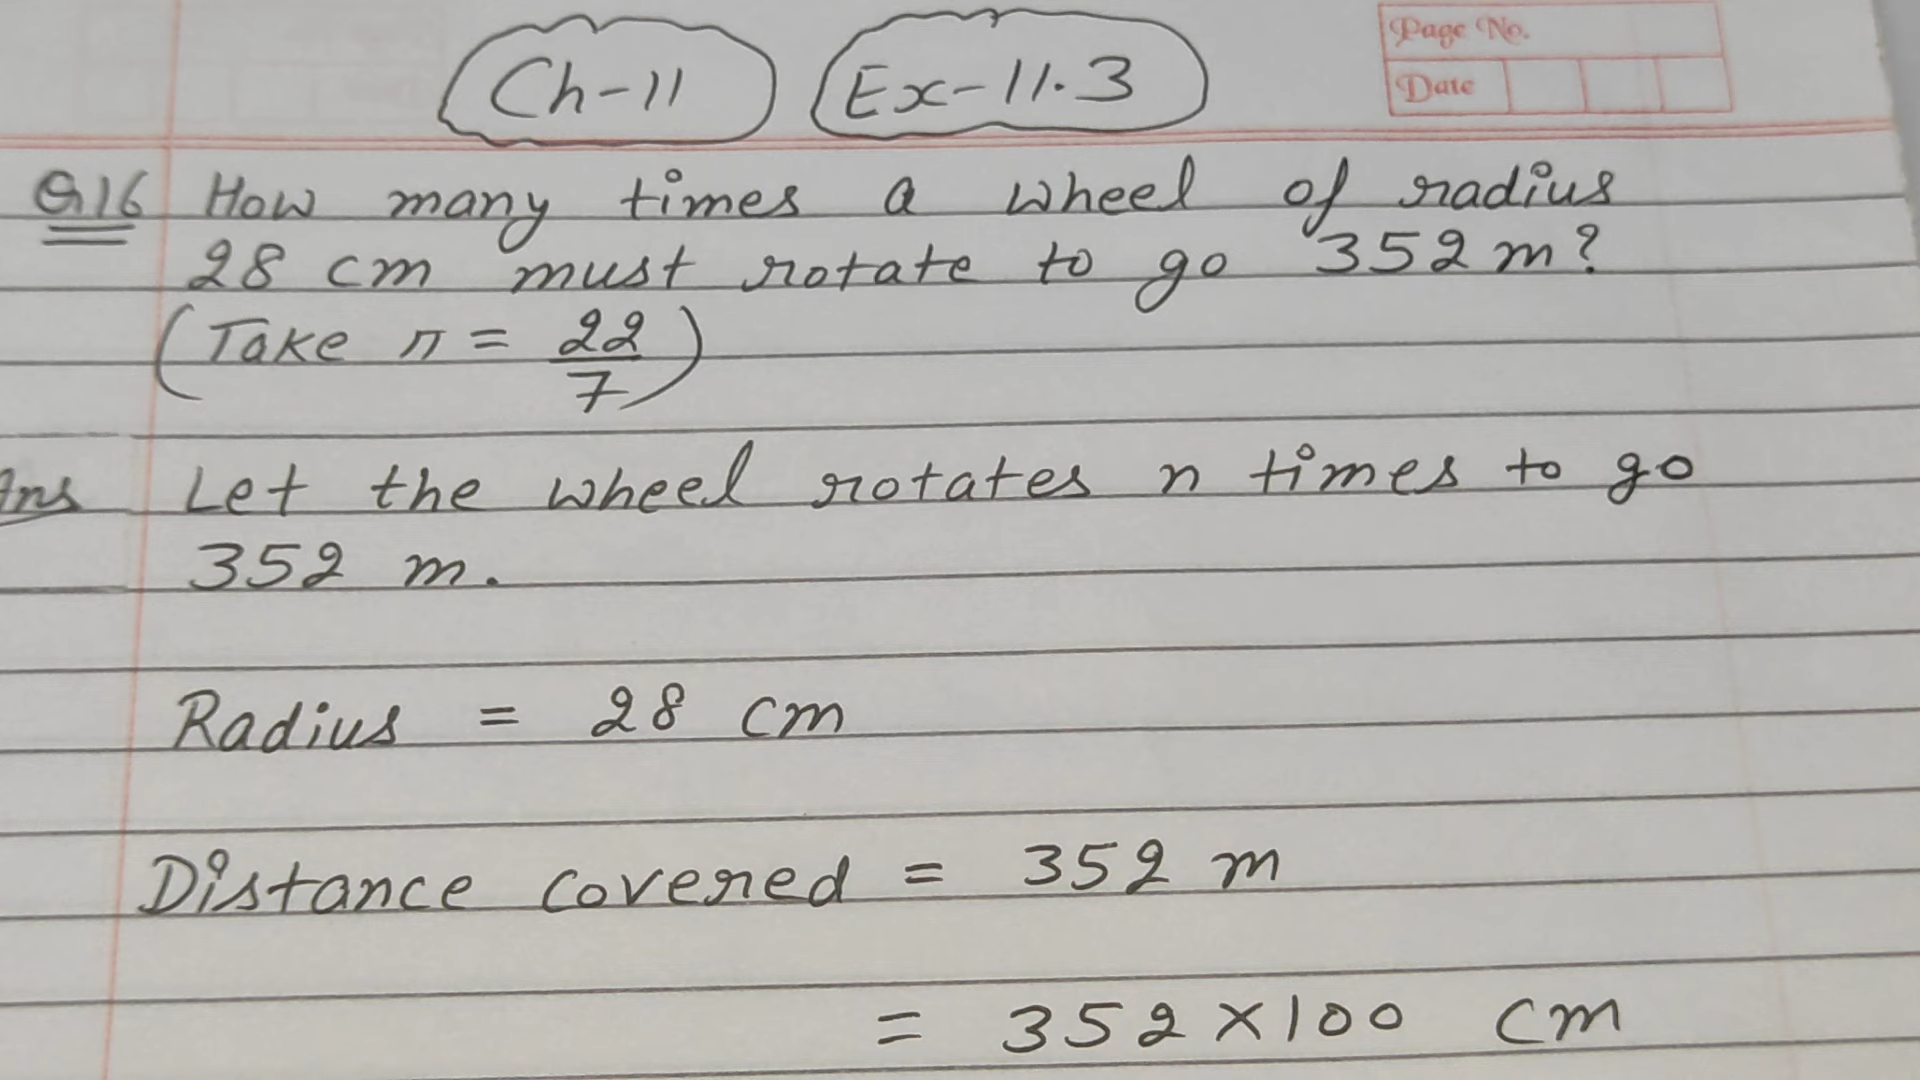 Ch-11 Ex-11.3
Page No.
Date
Q16 How many times a wheel of radius
28 cm must rotate to go 352 m?
(Take π = 22/7)
Ans Let the wheel rotates n times to go
352 m.
Radius = 28 cm
Distance covered = 352 m
= 352 × 100 cm